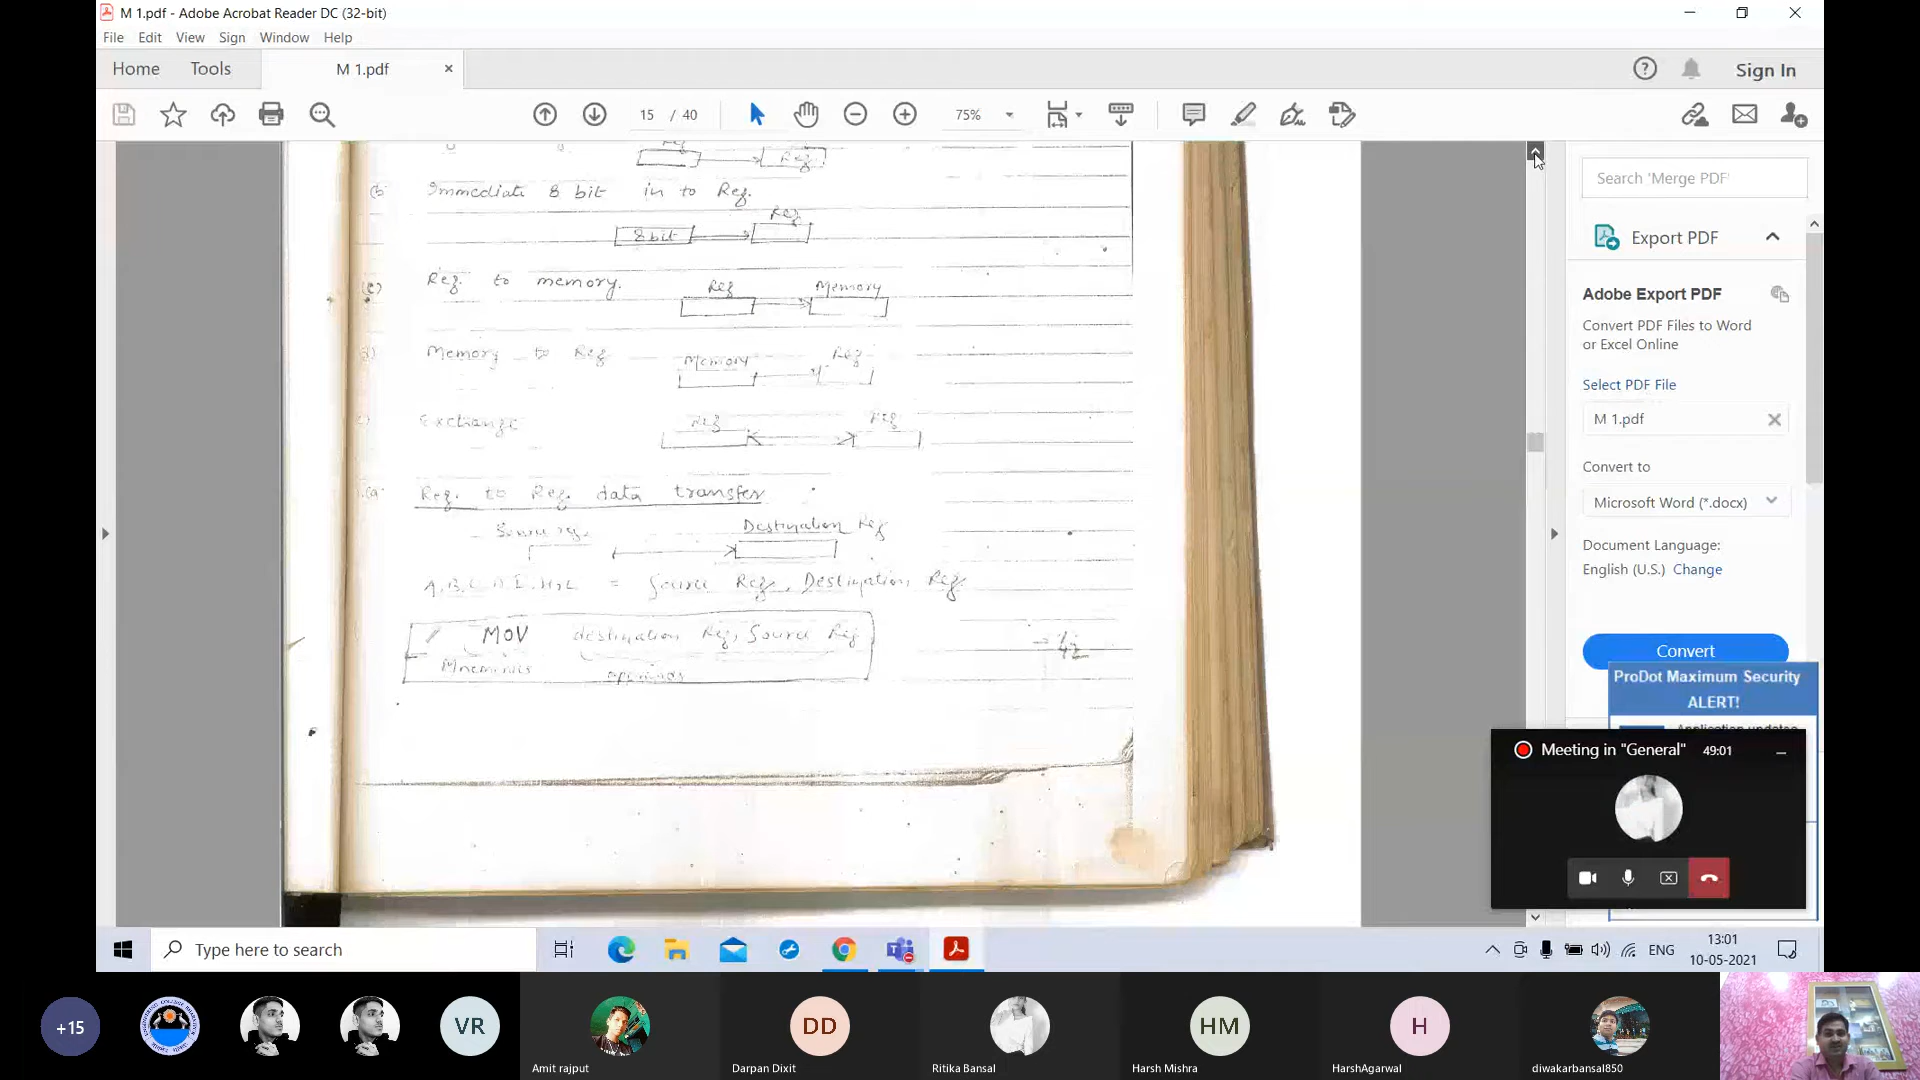 M 1.pdf - Adobe Acrobat Reader DC (32-bit)
File Edit View Sign Window Help
Home Tools M 1.pdf × Sign In
15 / 40 75%
Reg
Reg
(b) Immediate 8 bit in to Reg.
Reg
8 bit
Reg. to memory.
Reg Memory
Memory to Reg
Memory Reg
Exchange
Reg Reg
Reg. to Reg. data transfer
Source reg. Destination Reg
= Source Reg, Destination Reg.
MOV destination Reg, Source Reg
Mnemonics
Search 'Merge PDF'
Export PDF
Adobe Export PDF
Convert PDF Files to Word
or Excel Online
Select PDF File
M 1.pdf
Convert to
Microsoft Word (*.docx)
Document Language:
English (U.S.) Change
Convert
ProDot Maximum Security
ALERT!
Meeting in "General" 49:01
Type here to search
ENG
13:01
10-05-2021
+15
VR
DD
HM
H
Amit rajput
Darpan Dixit
Ritika Bansal
Harsh Mishra
HarshAgarwal
diwakarbansal850